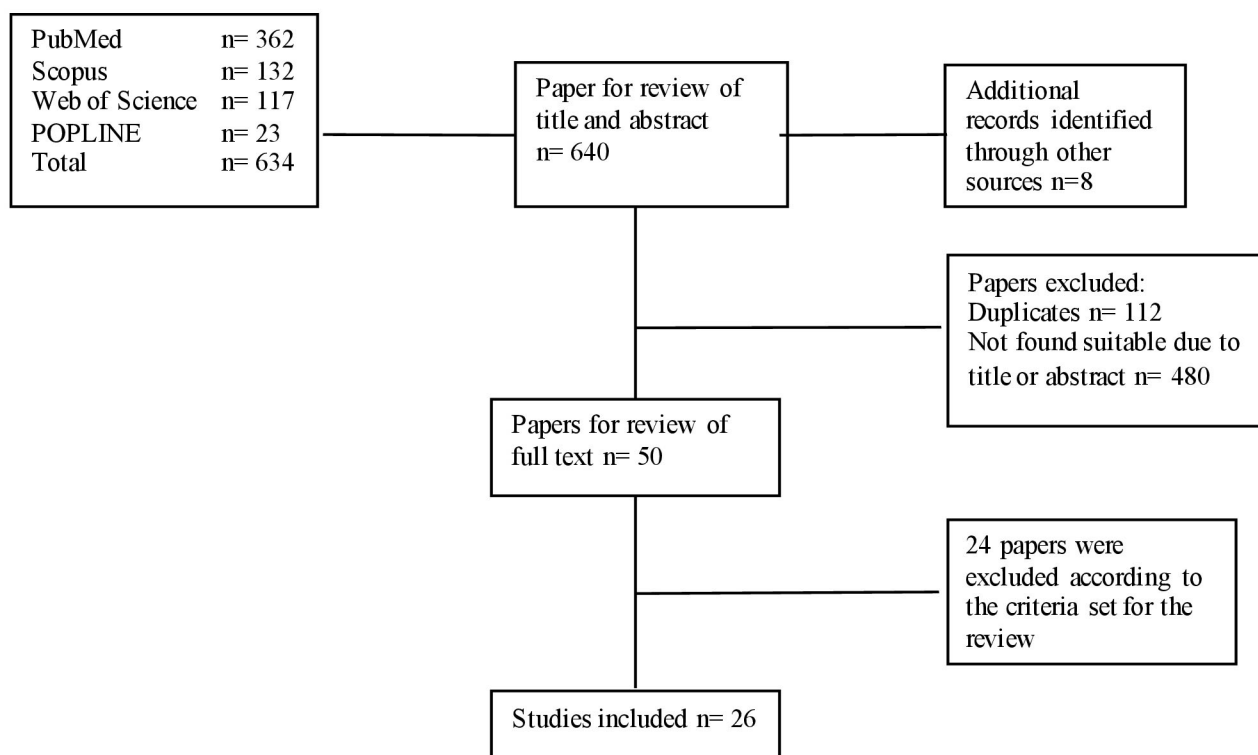 PubMed n= 362
Scopus n= 132
Web of Science n= 117
POPLINE n= 23
Total n= 634
Paper for review of
title and abstract
n= 640
Additional
records identified
through other
sources n=8
Papers excluded:
Duplicates n= 112
Not found suitable due to
title or abstract n= 480
Papers for review of
full text n= 50
24 papers were
excluded according to
the criteria set for the
review
Studies included n= 26